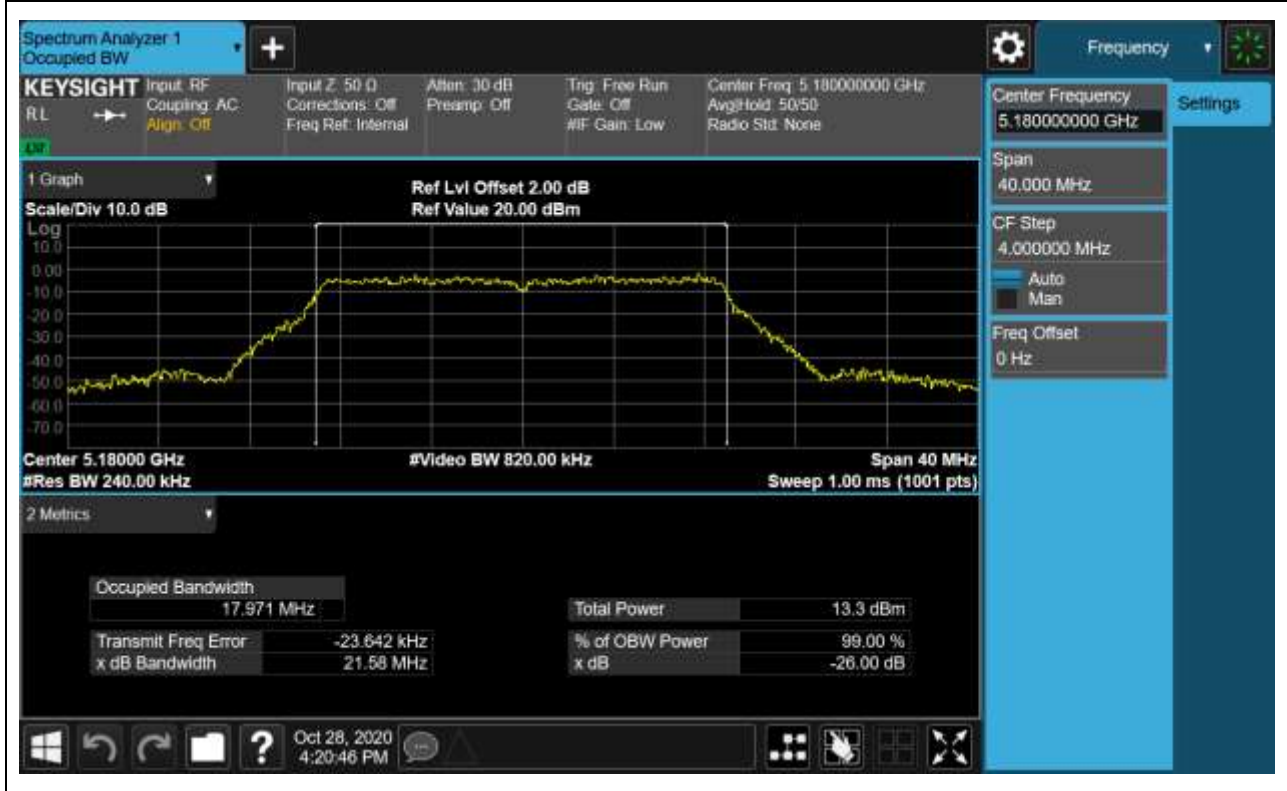 Spectrum Analyzer 1
Occupied BW
+
Frequency
KEYSIGHT
RL
Input: RF
Coupling: AC
Align: Off
Input Z: 50 Ω
Corrections: Off
Freq Ref: Internal
Atten: 30 dB
Preamp: Off
Trig: Free Run
Gate: Off
#IF Gain: Low
Center Freq: 5.180000000 GHz
Avg|Hold: 50/50
Radio Std: None
Center Frequency
5.180000000 GHz
Settings
Span
40.000 MHz
CF Step
4.000000 MHz
Auto
Man
Freq Offset
0 Hz
1 Graph
Scale/Div 10.0 dB
Ref Lvl Offset 2.00 dB
Ref Value 20.00 dBm
Log
10.0
0.00
-10.0
-20.0
-30.0
-40.0
-50.0
-60.0
-70.0
Center 5.18000 GHz
#Res BW 240.00 kHz
#Video BW 820.00 kHz
Span 40 MHz
Sweep 1.00 ms (1001 pts)
2 Metrics
Occupied Bandwidth
17.971 MHz
Transmit Freq Error -23.642 kHz
x dB Bandwidth 21.58 MHz
Total Power 13.3 dBm
% of OBW Power 99.00 %
x dB -26.00 dB
?
Oct 28, 2020
4:20:46 PM